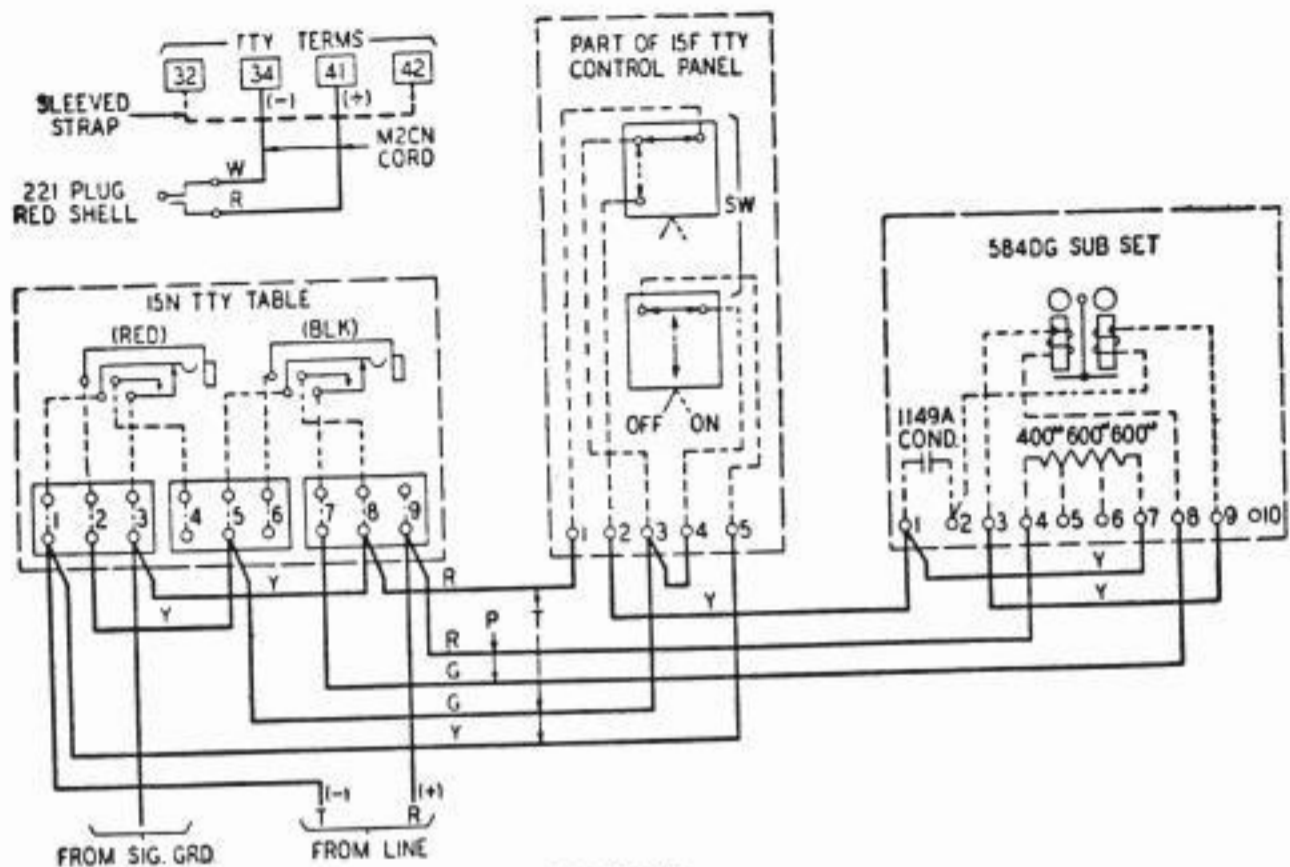 TTY TERMS
32 34 41 42
(-) (+)
SLEEVED
STRAP
M2CN
CORD
W
R
221 PLUG
RED SHELL
PART OF 15F TTY
CONTROL PANEL
SW
OFF ON
1 2 3 4 5
584DG SUB SET
1149A
COND.
400ω 600ω 600ω
1 2 3 4 5 6 7 8 9 10
15N TTY TABLE
(RED) (BLK)
1 2 3 4 5 6 7 8 9
Y
Y
R
Y
Y
Y
P
T
R
G
G
Y
(-) (+)
T R
FROM SIG. GRD.
FROM LINE